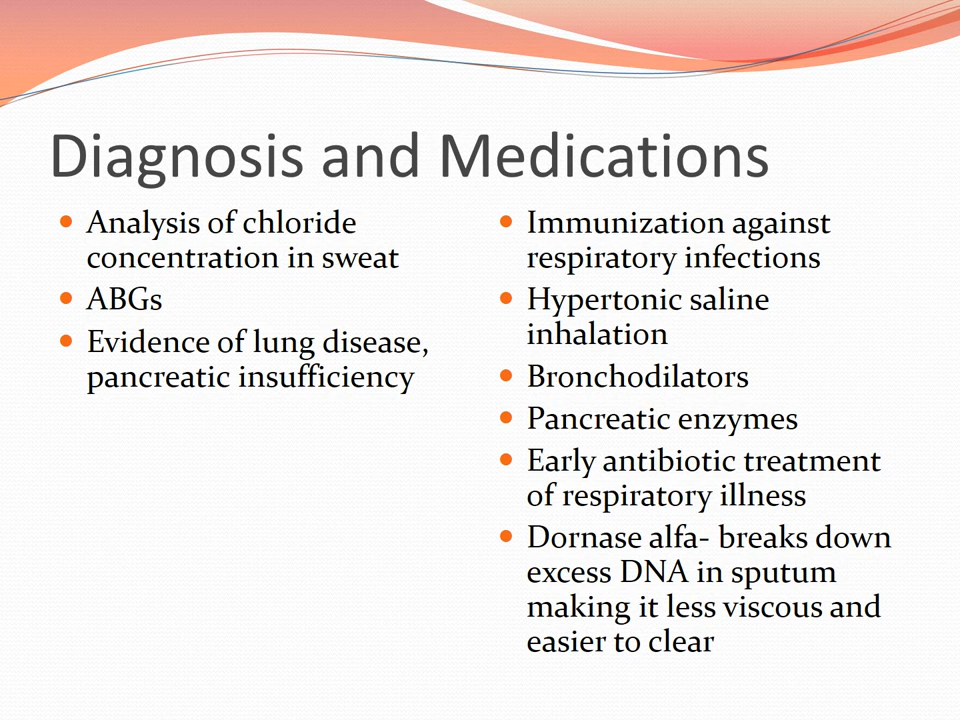 Diagnosis and Medications
Analysis of chloride
concentration in sweat
ABGs
Evidence of lung disease,
pancreatic insufficiency
Immunization against
respiratory infections
Hypertonic saline
inhalation
Bronchodilators
Pancreatic enzymes
Early antibiotic treatment
of respiratory illness
Dornase alfa- breaks down
excess DNA in sputum
making it less viscous and
easier to clear